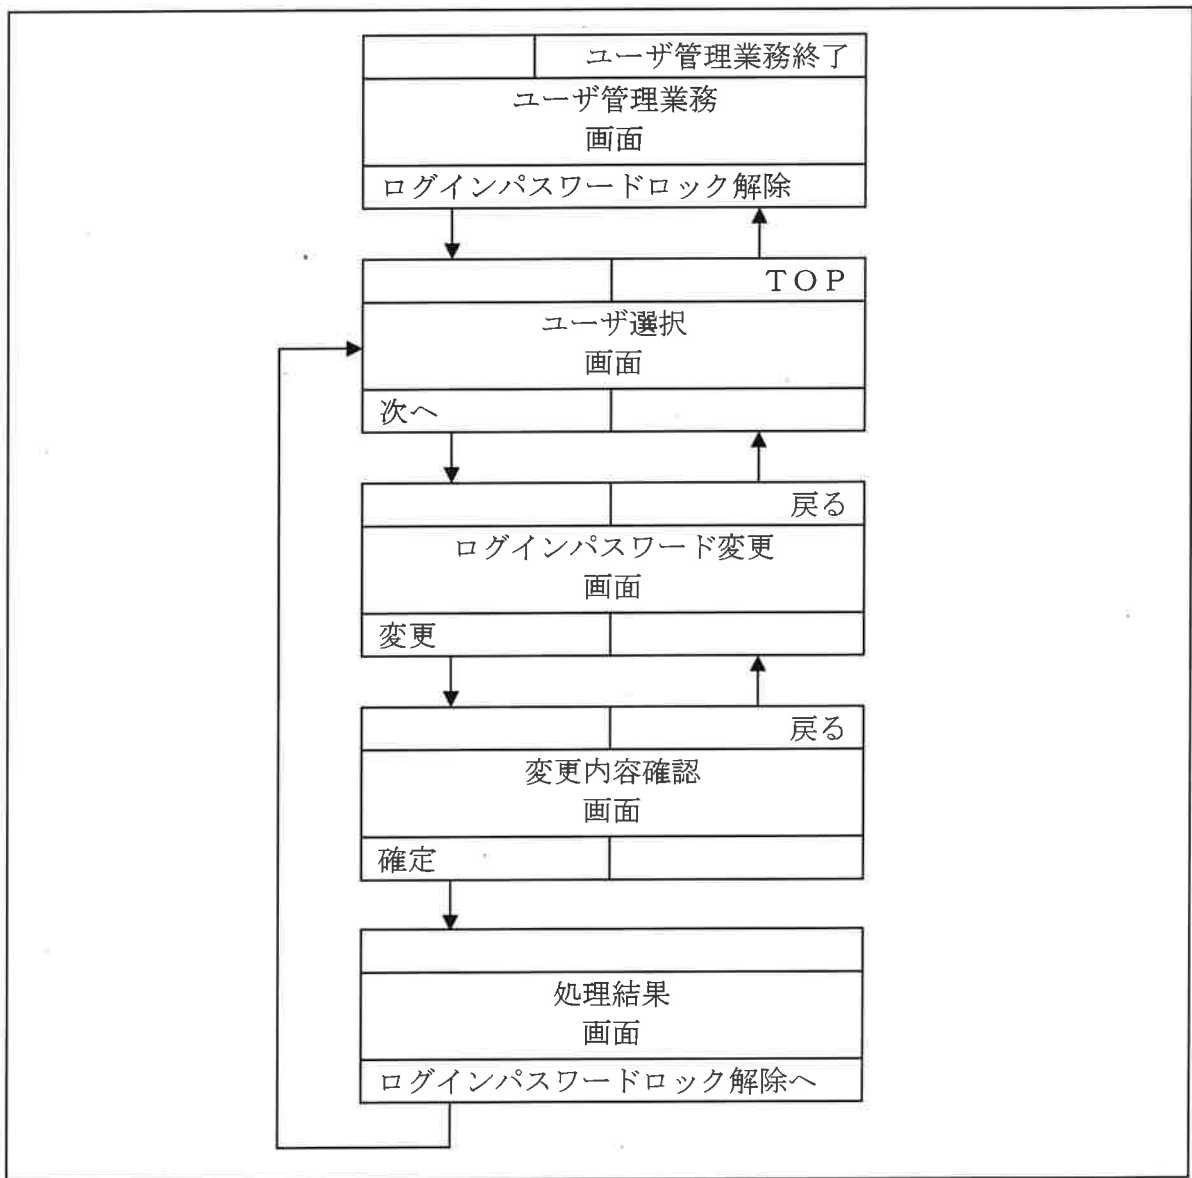 ユーザ管理業務終了
ユーザ管理業務
画面
ログインパスワードロック解除
ＴＯＰ
ユーザ選択
画面
次へ
戻る
ログインパスワード変更
画面
変更
戻る
変更内容確認
画面
確定
処理結果
画面
ログインパスワードロック解除へ